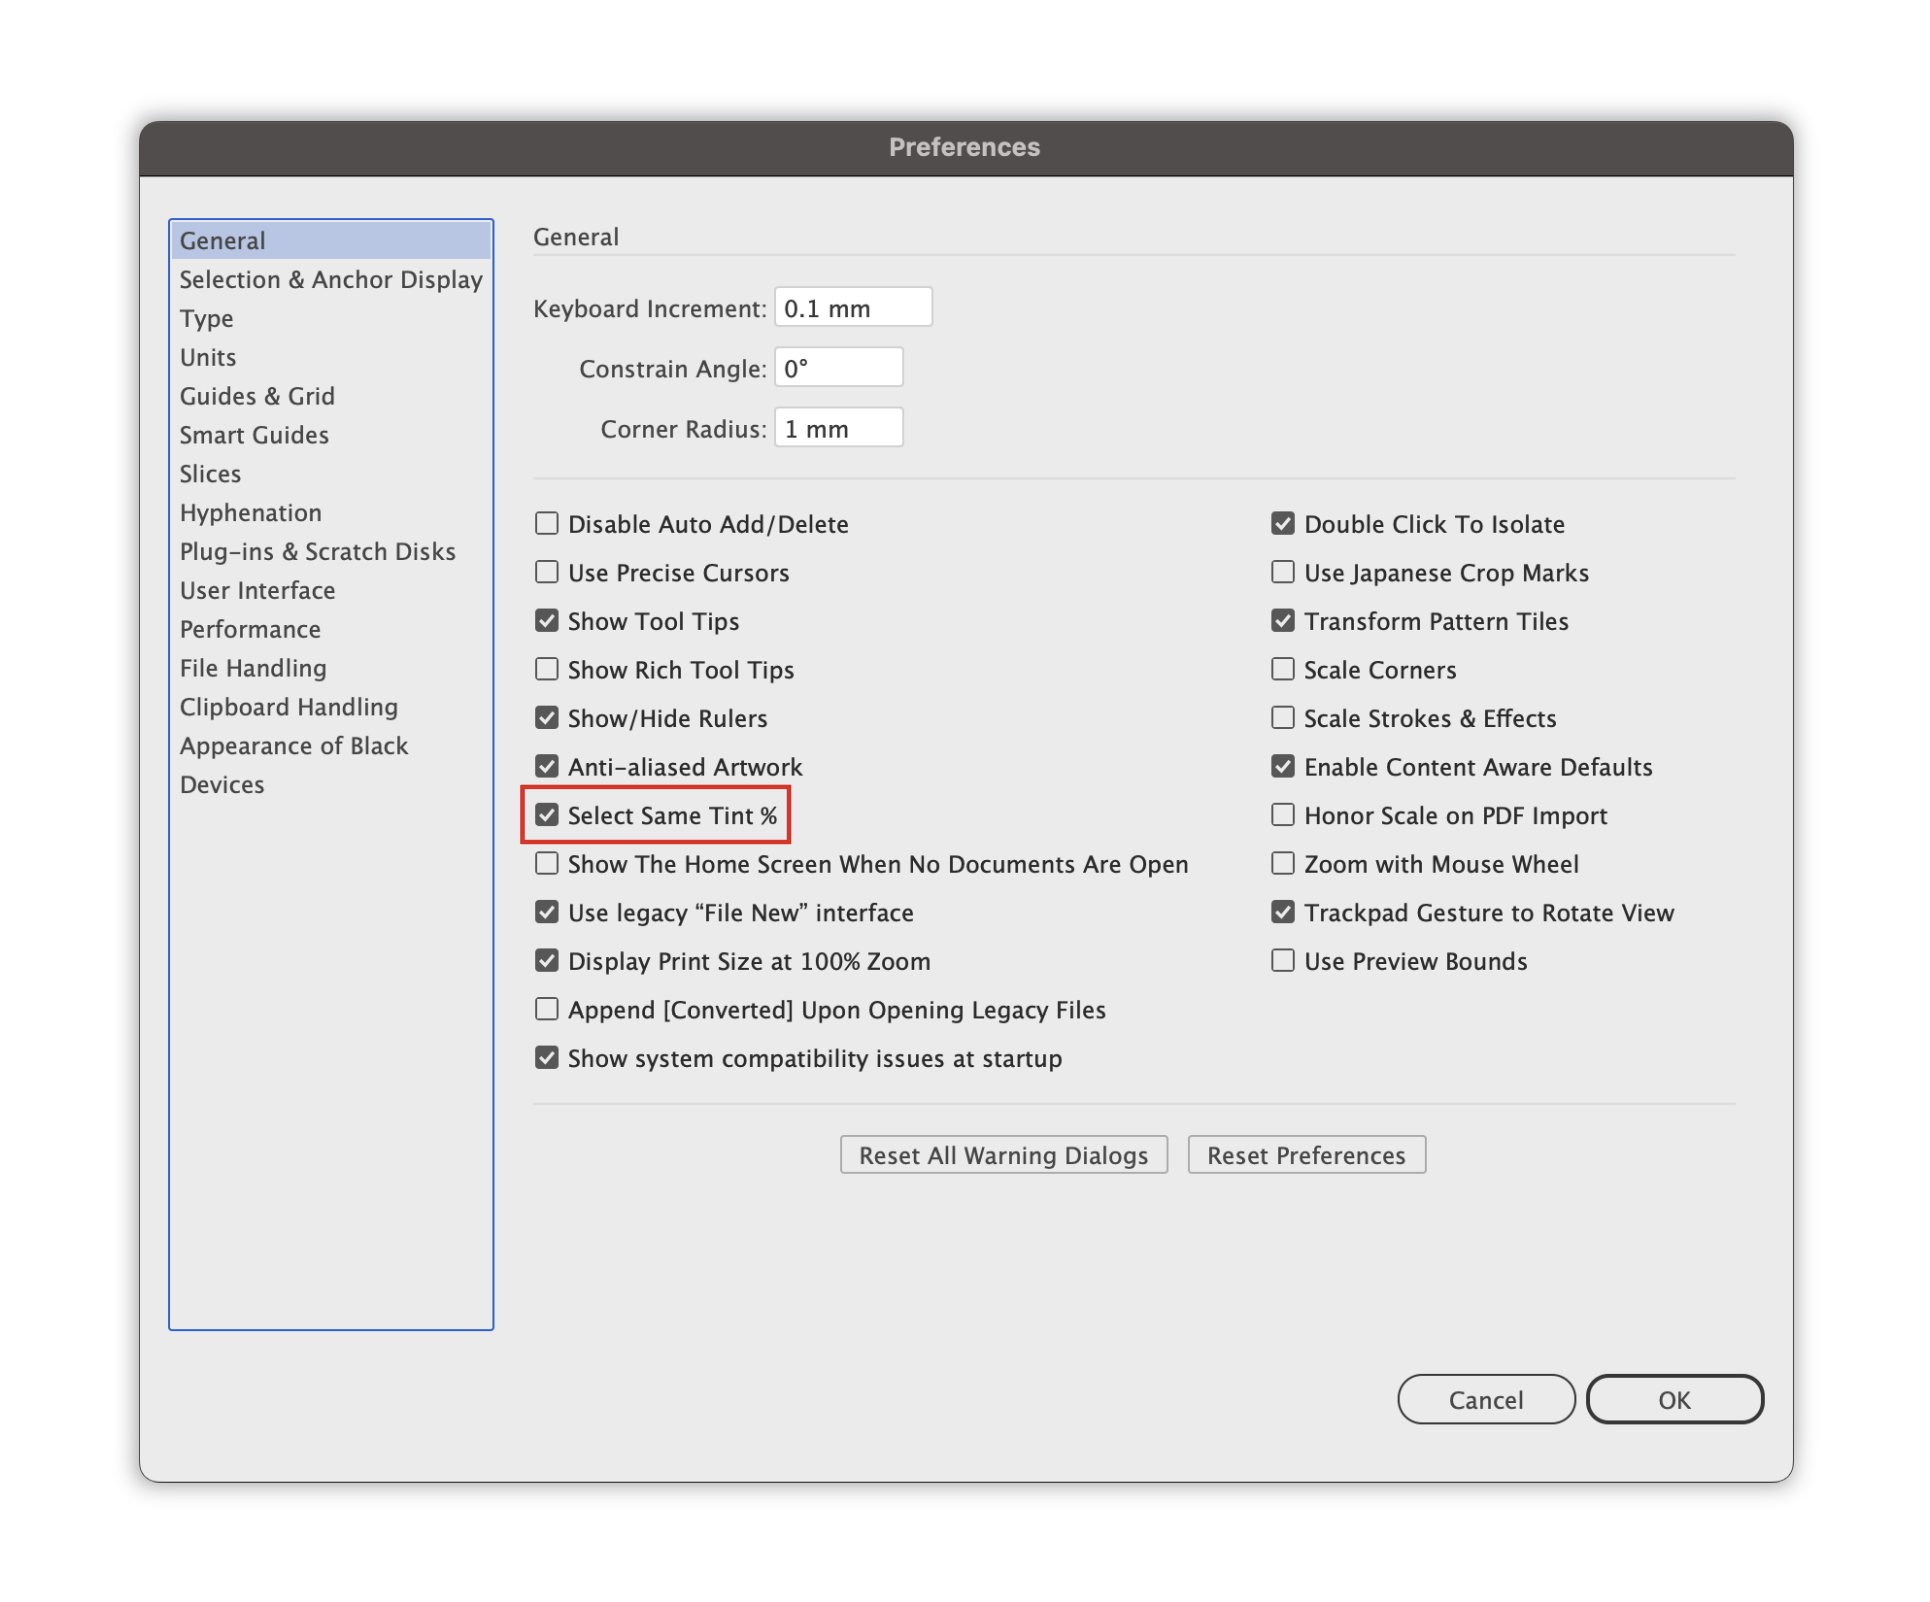 Preferences
General
Selection & Anchor Display
Type
Units
Guides & Grid
Smart Guides
Slices
Hyphenation
Plug-ins & Scratch Disks
User Interface
Performance
File Handling
Clipboard Handling
Appearance of Black
Devices
General
Keyboard Increment: 0.1 mm
Constrain Angle: 0°
Corner Radius: 1 mm
Disable Auto Add/Delete
Use Precise Cursors
Show Tool Tips
Show Rich Tool Tips
Show/Hide Rulers
Anti-aliased Artwork
Select Same Tint %
Show The Home Screen When No Documents Are Open
Use legacy “File New” interface
Display Print Size at 100% Zoom
Append [Converted] Upon Opening Legacy Files
Show system compatibility issues at startup
Double Click To Isolate
Use Japanese Crop Marks
Transform Pattern Tiles
Scale Corners
Scale Strokes & Effects
Enable Content Aware Defaults
Honor Scale on PDF Import
Zoom with Mouse Wheel
Trackpad Gesture to Rotate View
Use Preview Bounds
Reset All Warning Dialogs
Reset Preferences
Cancel
OK